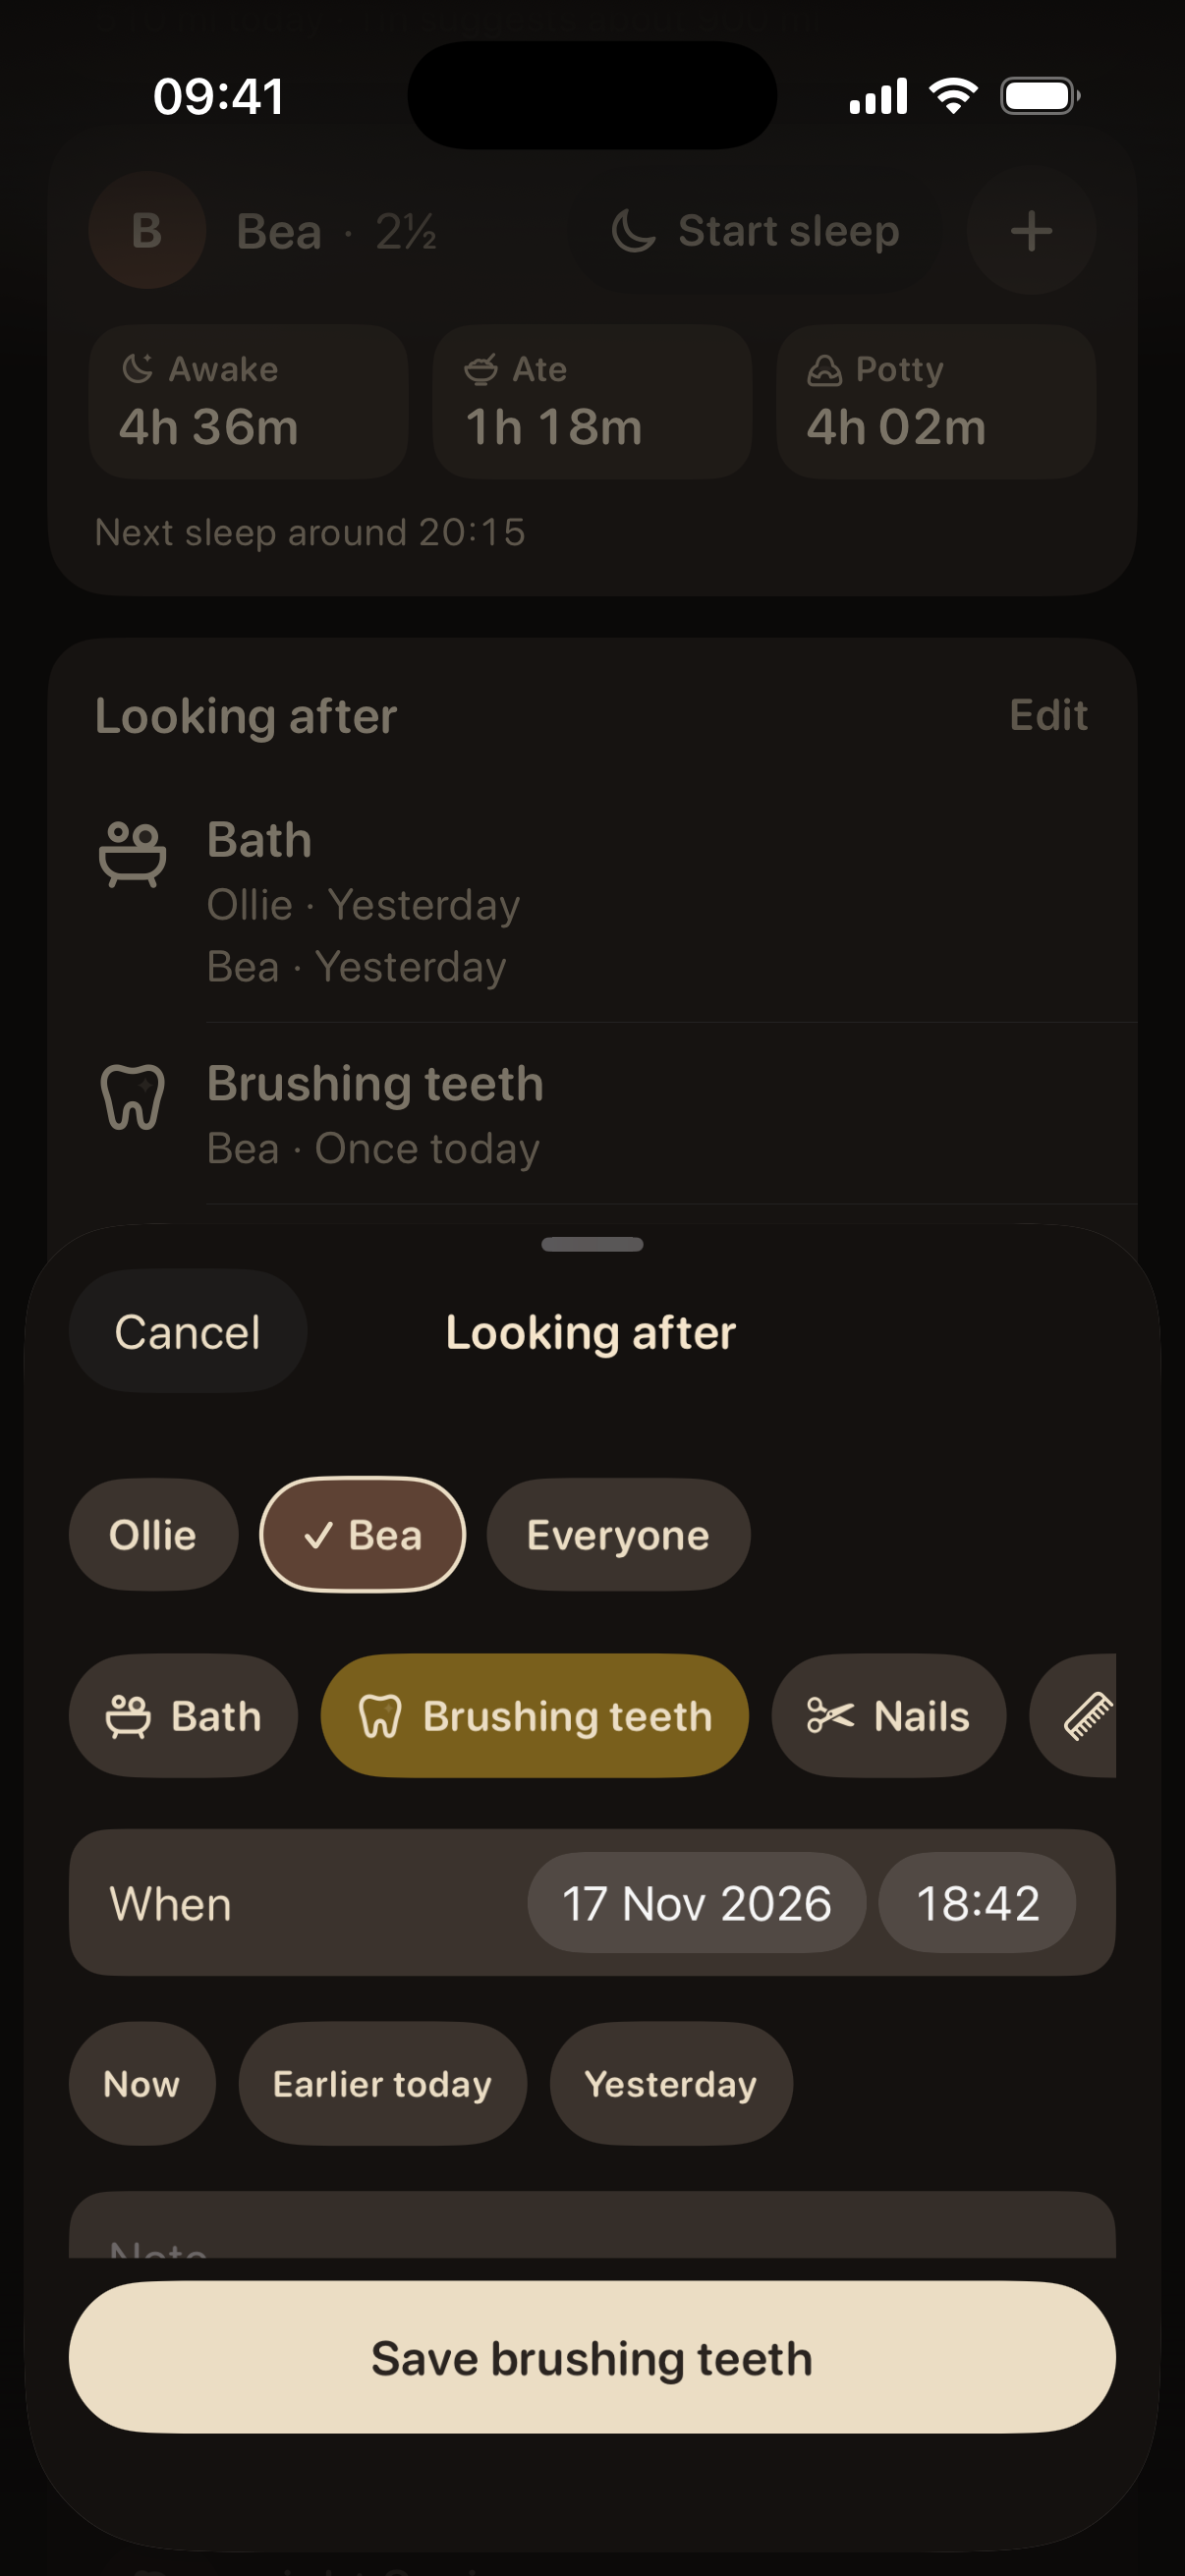 09:41
B Bea · 2½ Start sleep
Awake Ate Potty
4h 36m 1h 18m 4h 02m
Next sleep around 20:15
Looking after Edit
Bath
Ollie · Yesterday
Bea · Yesterday
Brushing teeth
Bea · Once today
Cancel Looking after
Ollie Bea Everyone
Bath Brushing teeth Nails
When 17 Nov 2026 18:42
Now Earlier today Yesterday
Note
Save brushing teeth